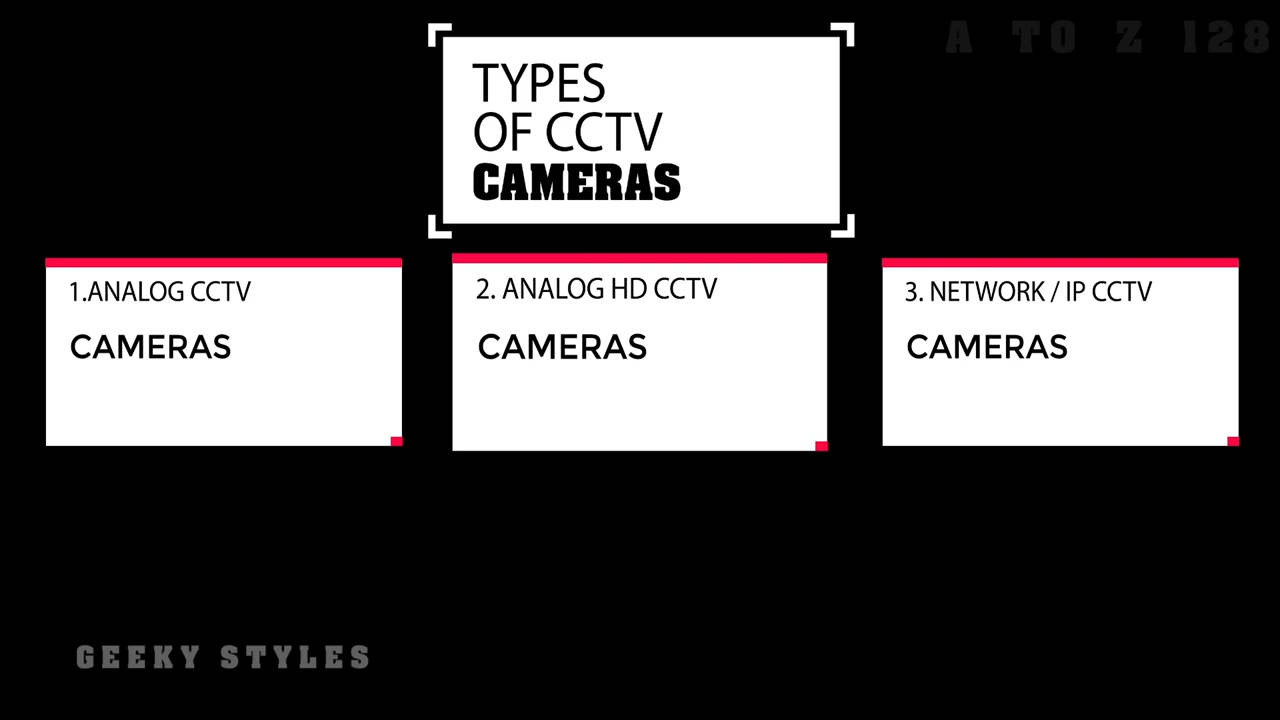 A TO Z 128
TYPES
OF CCTV
CAMERAS
1.ANALOG CCTV
CAMERAS
2. ANALOG HD CCTV
CAMERAS
3. NETWORK / IP CCTV
CAMERAS
GEEKY STYLES